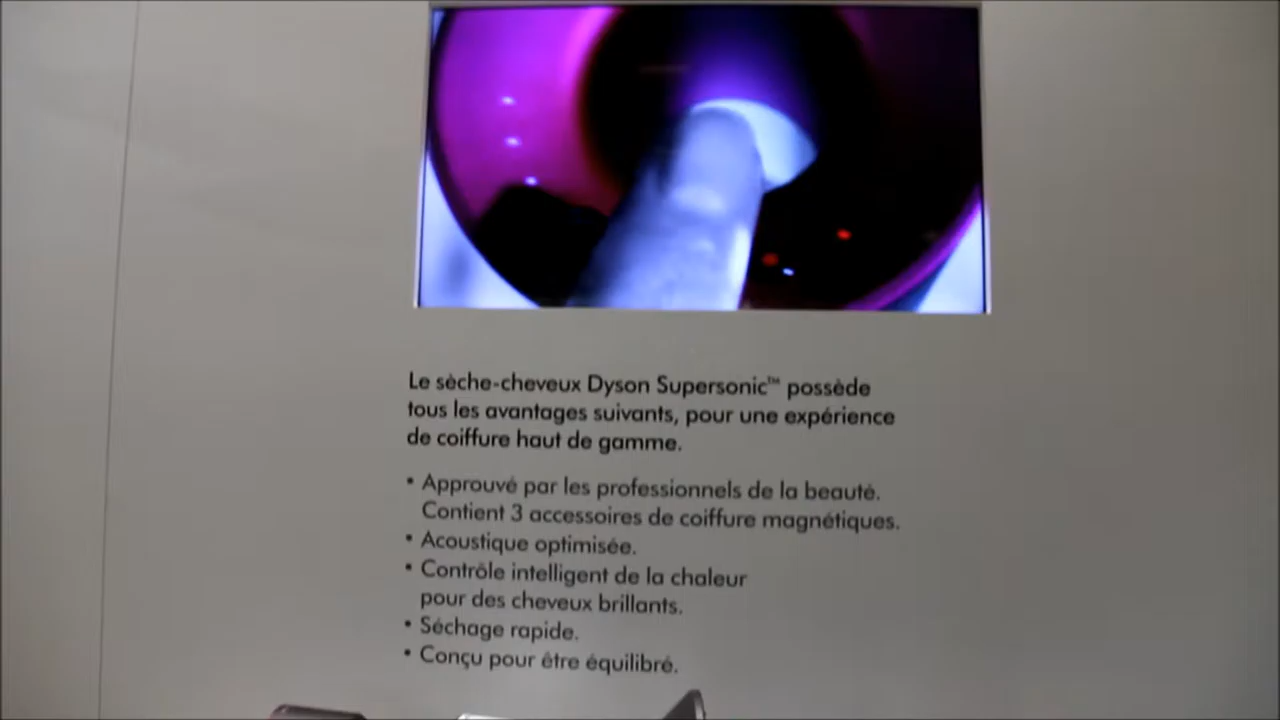 Le sèche-cheveux Dyson Supersonic™ possède
tous les avantages suivants, pour une expérience
de coiffure haut de gamme.
• Approuvé par les professionnels de la beauté.
Contient 3 accessoires de coiffure magnétiques.
• Acoustique optimisée.
• Contrôle intelligent de la chaleur
pour des cheveux brillants.
• Séchage rapide.
• Conçu pour être équilibré.